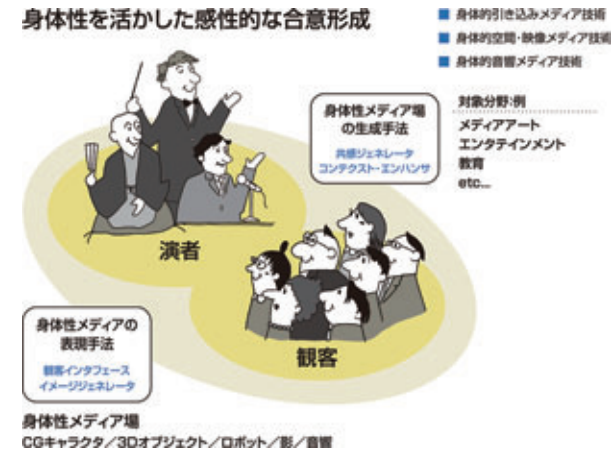 身体性を活かした感性的な合意形成
■ 身体的引き込みメディア技術
■ 身体的空間・映像メディア技術
■ 身体的音響メディア技術
対象分野:例
メディアアート
エンタテインメント
教育
etc...
身体性メディア場
の生成手法
共感ジェネレータ
コンテクスト・エンハンサ
演者
観客
身体性メディアの
表現手法
観客インタフェース
イメージジェネレータ
身体性メディア場
CGキャラクタ／3Dオブジェクト／ロボット／影／音響